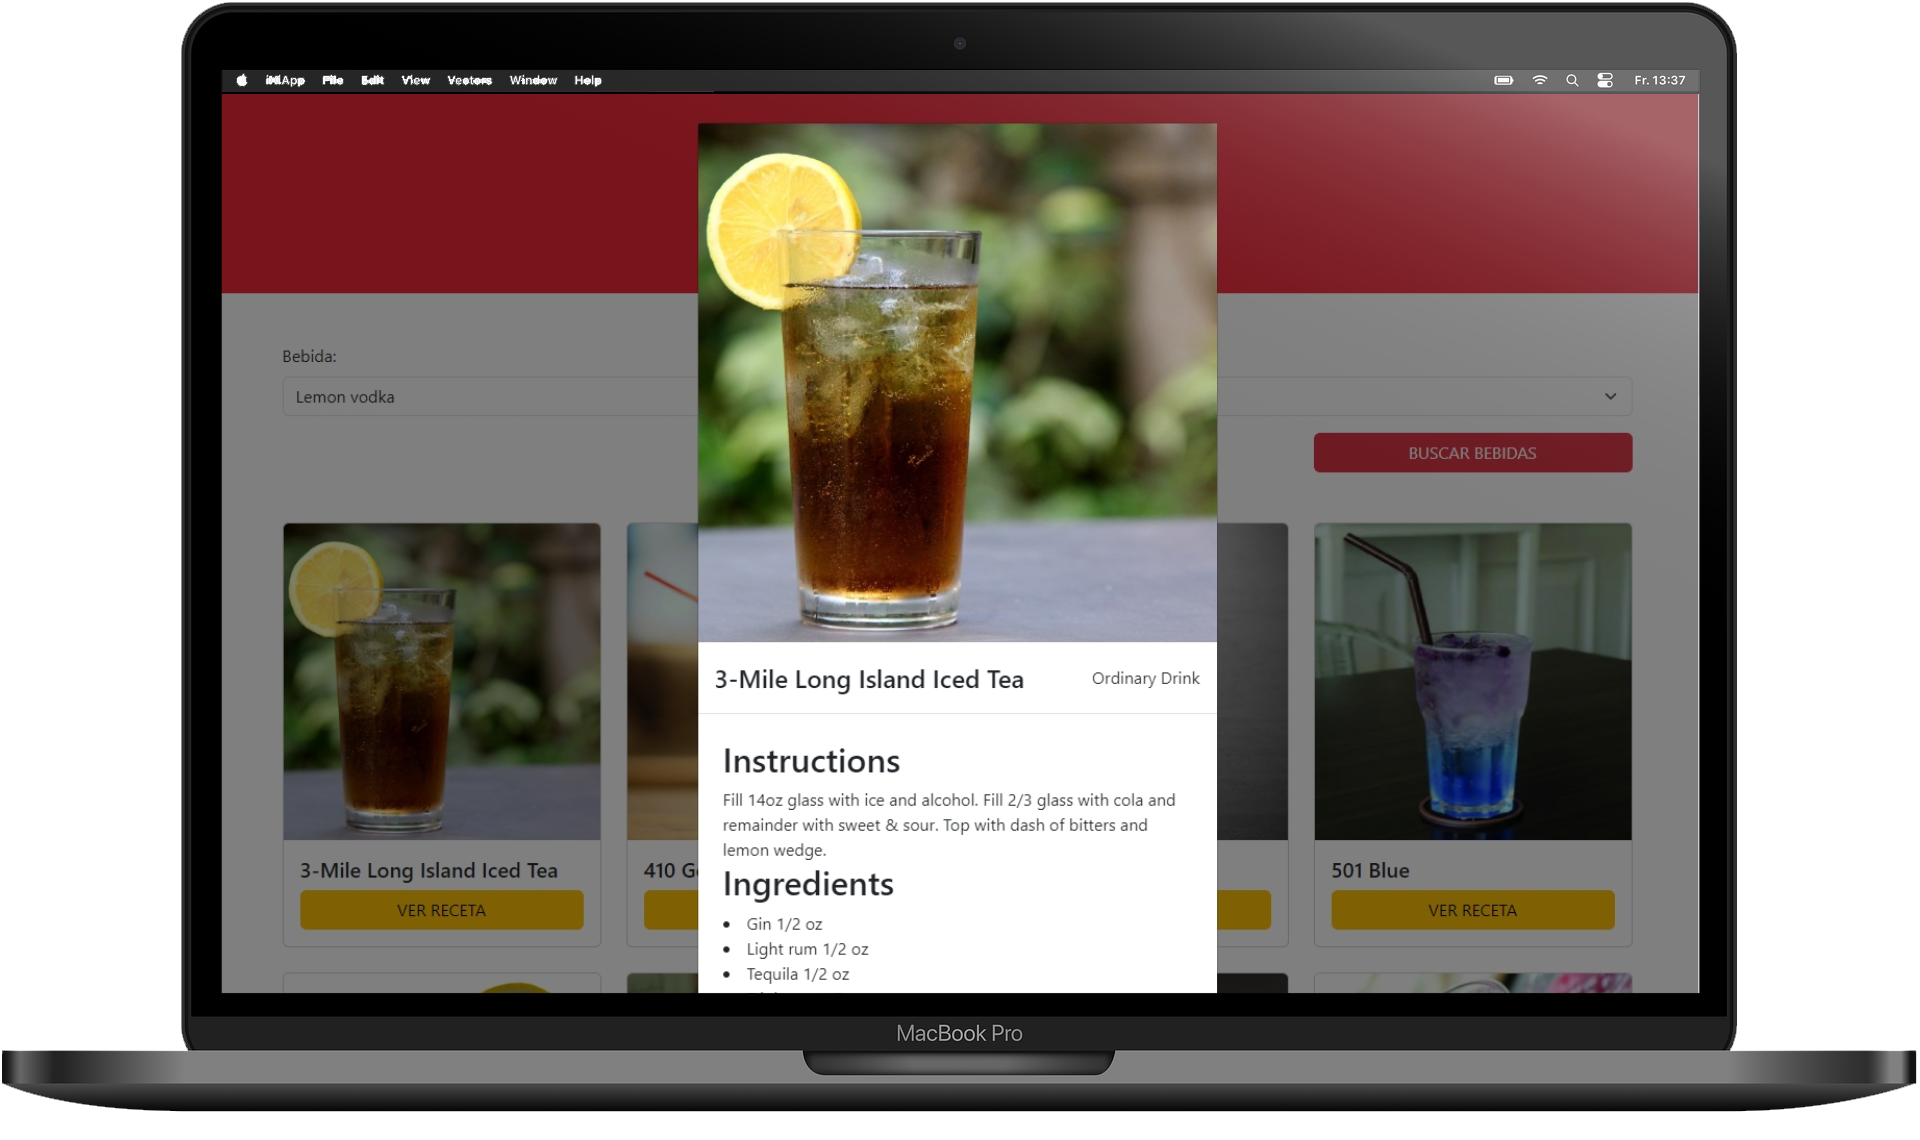 File
View
Window
Help
Fr. 13:37
Bebida:
Lemon vodka
BUSCAR BEBIDAS
3-Mile Long Island Iced Tea
Ordinary Drink
Instructions
Fill 14oz glass with ice and alcohol. Fill 2/3 glass with cola and
remainder with sweet & sour. Top with dash of bitters and
lemon wedge.
Ingredients
• Gin 1/2 oz
• Light rum 1/2 oz
• Tequila 1/2 oz
3-Mile Long Island Iced Tea
VER RECETA
410
501 Blue
VER RECETA
MacBook Pro